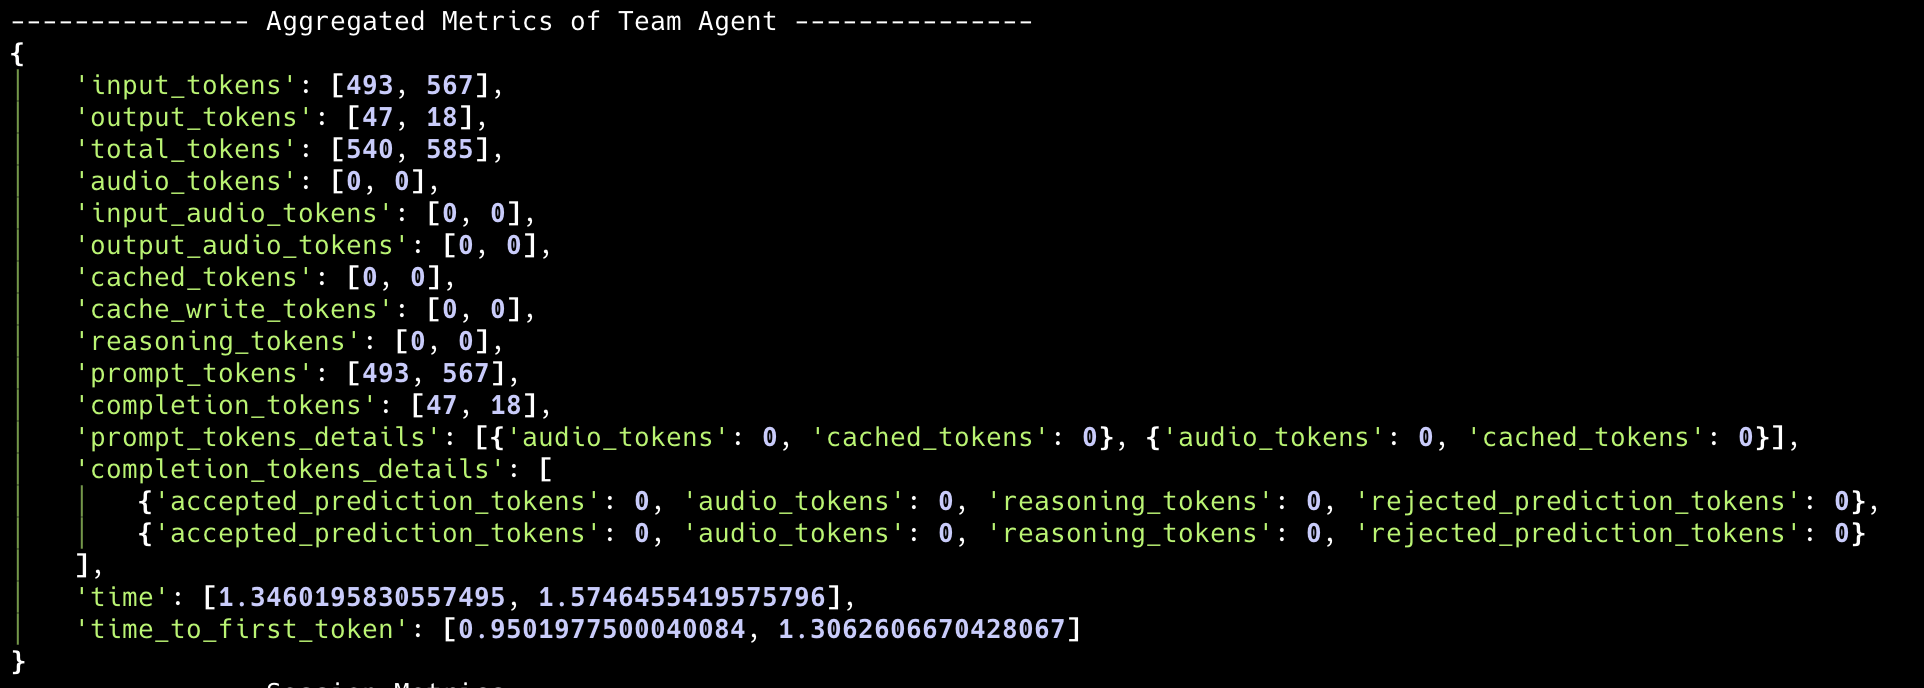 --------------- Aggregated Metrics of Team Agent ---------------
{
    'input_tokens': [493, 567],
    'output_tokens': [47, 18],
    'total_tokens': [540, 585],
    'audio_tokens': [0, 0],
    'input_audio_tokens': [0, 0],
    'output_audio_tokens': [0, 0],
    'cached_tokens': [0, 0],
    'cache_write_tokens': [0, 0],
    'reasoning_tokens': [0, 0],
    'prompt_tokens': [493, 567],
    'completion_tokens': [47, 18],
    'prompt_tokens_details': [{'audio_tokens': 0, 'cached_tokens': 0}, {'audio_tokens': 0, 'cached_tokens': 0}],
    'completion_tokens_details': [
        {'accepted_prediction_tokens': 0, 'audio_tokens': 0, 'reasoning_tokens': 0, 'rejected_prediction_tokens': 0},
        {'accepted_prediction_tokens': 0, 'audio_tokens': 0, 'reasoning_tokens': 0, 'rejected_prediction_tokens': 0}
    ],
    'time': [1.3460195830557495, 1.5746455419575796],
    'time_to_first_token': [0.9501977500040084, 1.3062606670428067]
}
Session Metrics